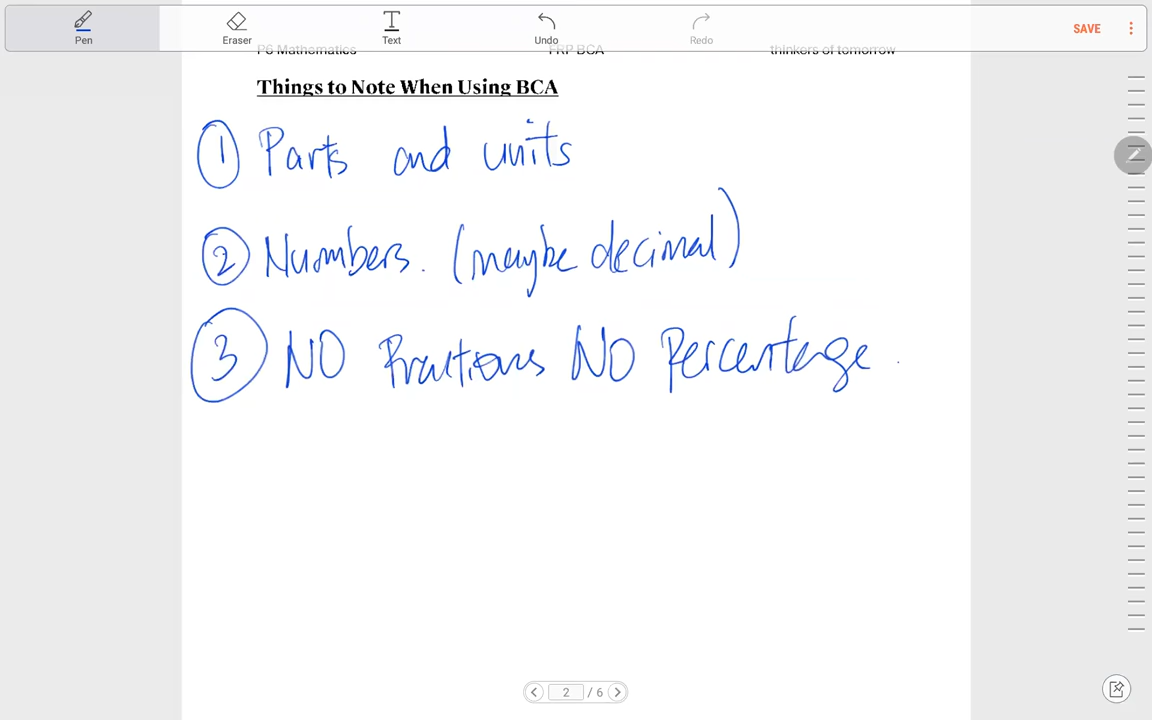 Pen
Eraser
Text
Undo
Redo
SAVE
P6 Mathematics FRP BCA thinkers of tomorrow
Things to Note When Using BCA
1 Parts and units
2 Numbers. (maybe decimal)
3 NO Fractions NO Percentage.
2 / 6